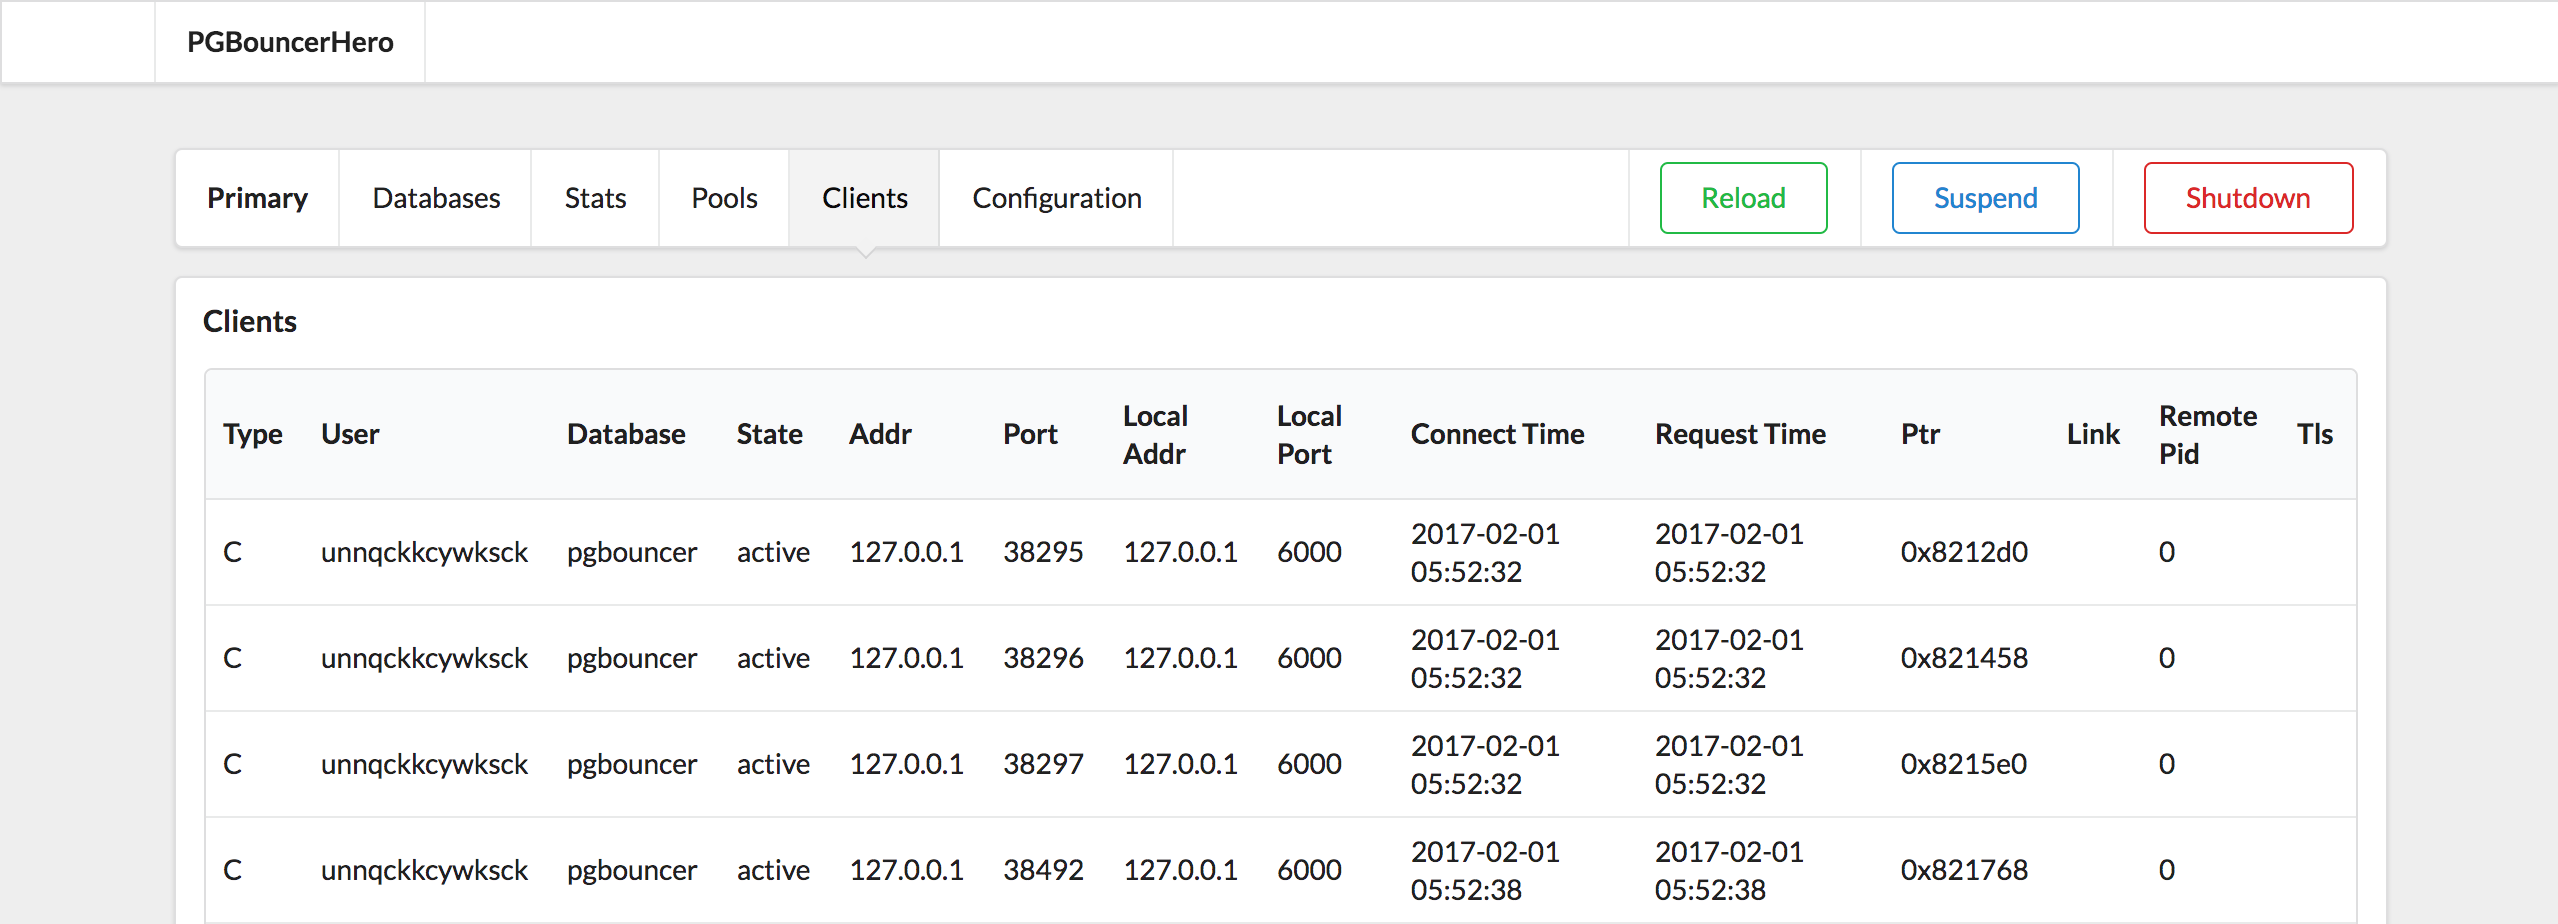 PGBouncerHero
Primary Databases Stats Pools Clients Configuration Reload Suspend Shutdown
Clients
Type User Database State Addr Port Local Addr Local Port Connect Time Request Time Ptr Link Remote Pid Tls
C unnqckkcywksck pgbouncer active 127.0.0.1 38295 127.0.0.1 6000 2017-02-01 05:52:32 2017-02-01 05:52:32 0x8212d0 0
C unnqckkcywksck pgbouncer active 127.0.0.1 38296 127.0.0.1 6000 2017-02-01 05:52:32 2017-02-01 05:52:32 0x821458 0
C unnqckkcywksck pgbouncer active 127.0.0.1 38297 127.0.0.1 6000 2017-02-01 05:52:32 2017-02-01 05:52:32 0x8215e0 0
C unnqckkcywksck pgbouncer active 127.0.0.1 38492 127.0.0.1 6000 2017-02-01 05:52:38 2017-02-01 05:52:38 0x821768 0